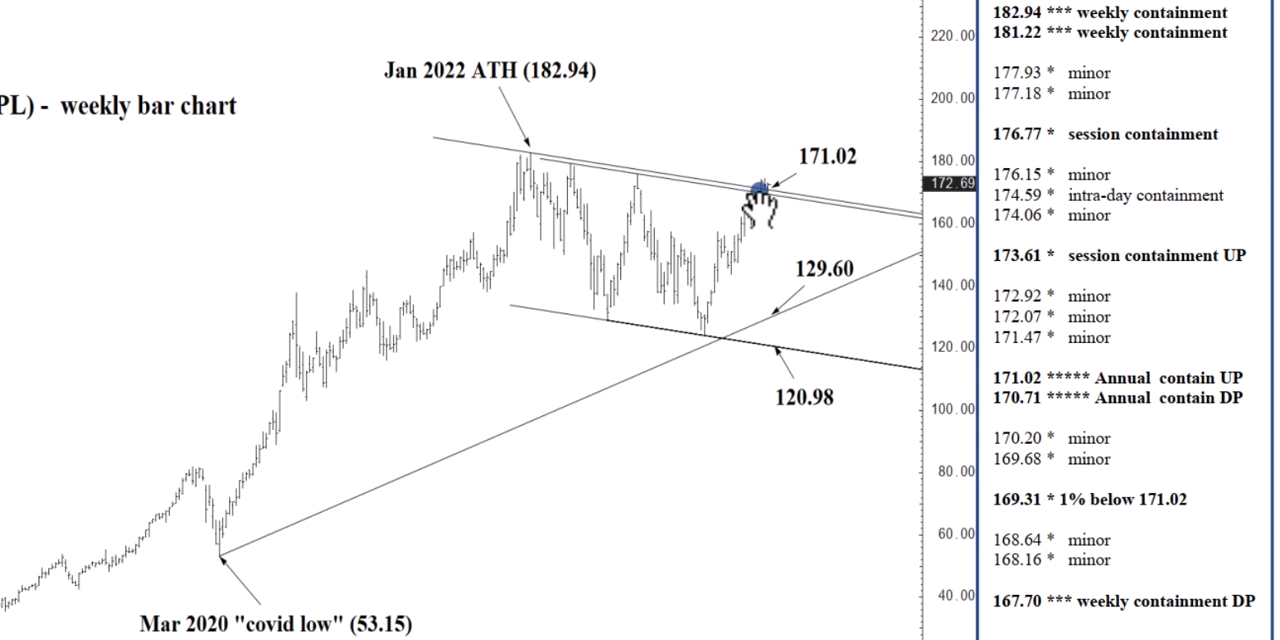 Jan 2022 ATH (182.94)
PL) - weekly bar chart
171.02
129.60
120.98
Mar 2020 "covid low" (53.15)
220.00
200.00
180.00
172.69
160.00
140.00
120.00
100.00
80.00
60.00
40.00
182.94 *** weekly containment
181.22 *** weekly containment
177.93 * minor
177.18 * minor
176.77 * session containment
176.15 * minor
174.59 * intra-day containment
174.06 * minor
173.61 * session containment UP
172.92 * minor
172.07 * minor
171.47 * minor
171.02 ***** Annual contain UP
170.71 ***** Annual contain DP
170.20 * minor
169.68 * minor
169.31 * 1% below 171.02
168.64 * minor
168.16 * minor
167.70 *** weekly containment DP